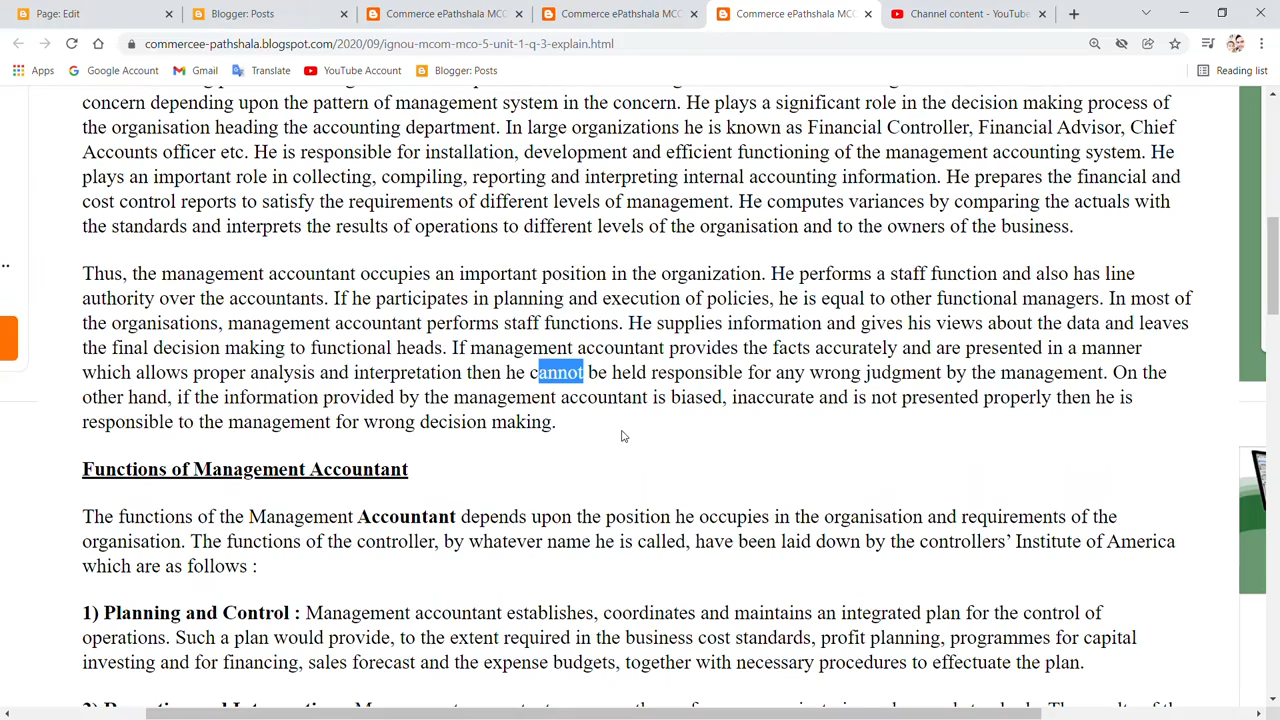 Page: Edit
Blogger: Posts
Commerce ePathshala MCO
Commerce ePathshala MCO
Commerce ePathshala MCO
Channel content - YouTube
commercee-pathshala.blogspot.com/2020/09/ignou-mcom-mco-5-unit-1-q-3-explain.html
Apps
Google Account
Gmail
Translate
YouTube Account
Blogger: Posts
Reading list
concern depending upon the pattern of management system in the concern. He plays a significant role in the decision making process of
the organisation heading the accounting department. In large organizations he is known as Financial Controller, Financial Advisor, Chief
Accounts officer etc. He is responsible for installation, development and efficient functioning of the management accounting system. He
plays an important role in collecting, compiling, reporting and interpreting internal accounting information. He prepares the financial and
cost control reports to satisfy the requirements of different levels of management. He computes variances by comparing the actuals with
the standards and interprets the results of operations to different levels of the organisation and to the owners of the business.
Thus, the management accountant occupies an important position in the organization. He performs a staff function and also has line
authority over the accountants. If he participates in planning and execution of policies, he is equal to other functional managers. In most of
the organisations, management accountant performs staff functions. He supplies information and gives his views about the data and leaves
the final decision making to functional heads. If management accountant provides the facts accurately and are presented in a manner
which allows proper analysis and interpretation then he cannot be held responsible for any wrong judgment by the management. On the
other hand, if the information provided by the management accountant is biased, inaccurate and is not presented properly then he is
responsible to the management for wrong decision making.
Functions of Management Accountant
The functions of the Management Accountant depends upon the position he occupies in the organisation and requirements of the
organisation. The functions of the controller, by whatever name he is called, have been laid down by the controllers’ Institute of America
which are as follows :
1) Planning and Control : Management accountant establishes, coordinates and maintains an integrated plan for the control of
operations. Such a plan would provide, to the extent required in the business cost standards, profit planning, programmes for capital
investing and for financing, sales forecast and the expense budgets, together with necessary procedures to effectuate the plan.